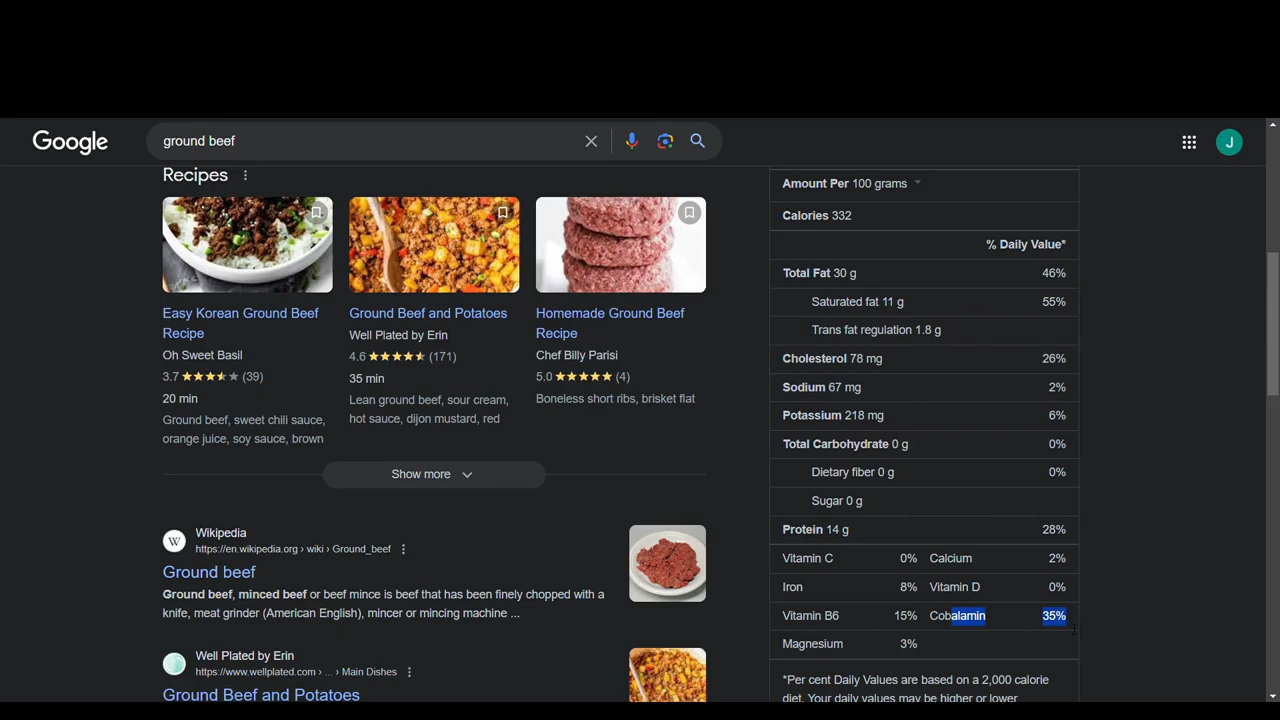 Google
ground beef
J
Recipes
Easy Korean Ground Beef
Recipe
Oh Sweet Basil
3.7 (39)
20 min
Ground beef, sweet chili sauce,
orange juice, soy sauce, brown
Ground Beef and Potatoes
Well Plated by Erin
4.6 (171)
35 min
Lean ground beef, sour cream,
hot sauce, dijon mustard, red
Homemade Ground Beef
Recipe
Chef Billy Parisi
5.0 (4)
Boneless short ribs, brisket flat
Show more
W
Wikipedia
https://en.wikipedia.org › wiki › Ground_beef
Ground beef
Ground beef, minced beef or beef mince is beef that has been finely chopped with a
knife, meat grinder (American English), mincer or mincing machine ...
Well Plated by Erin
https://www.wellplated.com › ... › Main Dishes
Ground Beef and Potatoes
Amount Per 100 grams
Calories 332
% Daily Value*
Total Fat 30 g 46%
Saturated fat 11 g 55%
Trans fat regulation 1.8 g
Cholesterol 78 mg 26%
Sodium 67 mg 2%
Potassium 218 mg 6%
Total Carbohydrate 0 g 0%
Dietary fiber 0 g 0%
Sugar 0 g
Protein 14 g 28%
Vitamin C 0% Calcium 2%
Iron 8% Vitamin D 0%
Vitamin B6 15% Cobalamin 35%
Magnesium 3%
*Per cent Daily Values are based on a 2,000 calorie
diet. Your daily values may be higher or lower